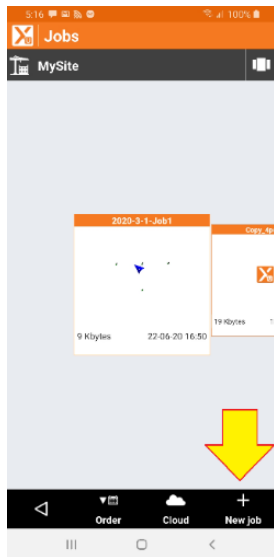 5:16 100%
Jobs
MySite
2020-3-1-Job1
9 Kbytes 22-06-20 16:50
19 Kbytes
Order Cloud New job